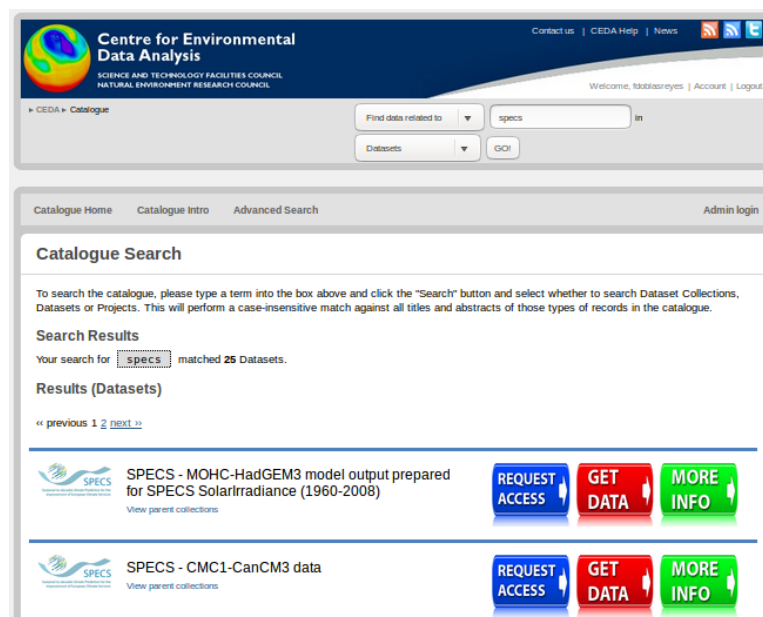 Centre for Environmental
Data Analysis
SCIENCE AND TECHNOLOGY FACILITIES COUNCIL
NATURAL ENVIRONMENT RESEARCH COUNCIL
Contact us | CEDA Help | News
Welcome, fdoblasreyes | Account | Logout
CEDA Catalogue
Find data related to
specs
in
Datasets
GO!
Catalogue Home Catalogue Intro Advanced Search Admin login
Catalogue Search
To search the catalogue, please type a term into the box above and click the "Search" button and select whether to search Dataset Collections,
Datasets or Projects. This will perform a case-insensitive match against all titles and abstracts of those types of records in the catalogue.
Search Results
Your search for specs matched 25 Datasets.
Results (Datasets)
‹‹ previous 1 2 next ››
SPECS
SPECS - MOHC-HadGEM3 model output prepared
for SPECS SolarIrradiance (1960-2008)
View parent collections
REQUEST
ACCESS
GET
DATA
MORE
INFO
SPECS
SPECS - CMC1-CanCM3 data
View parent collections
REQUEST
ACCESS
GET
DATA
MORE
INFO